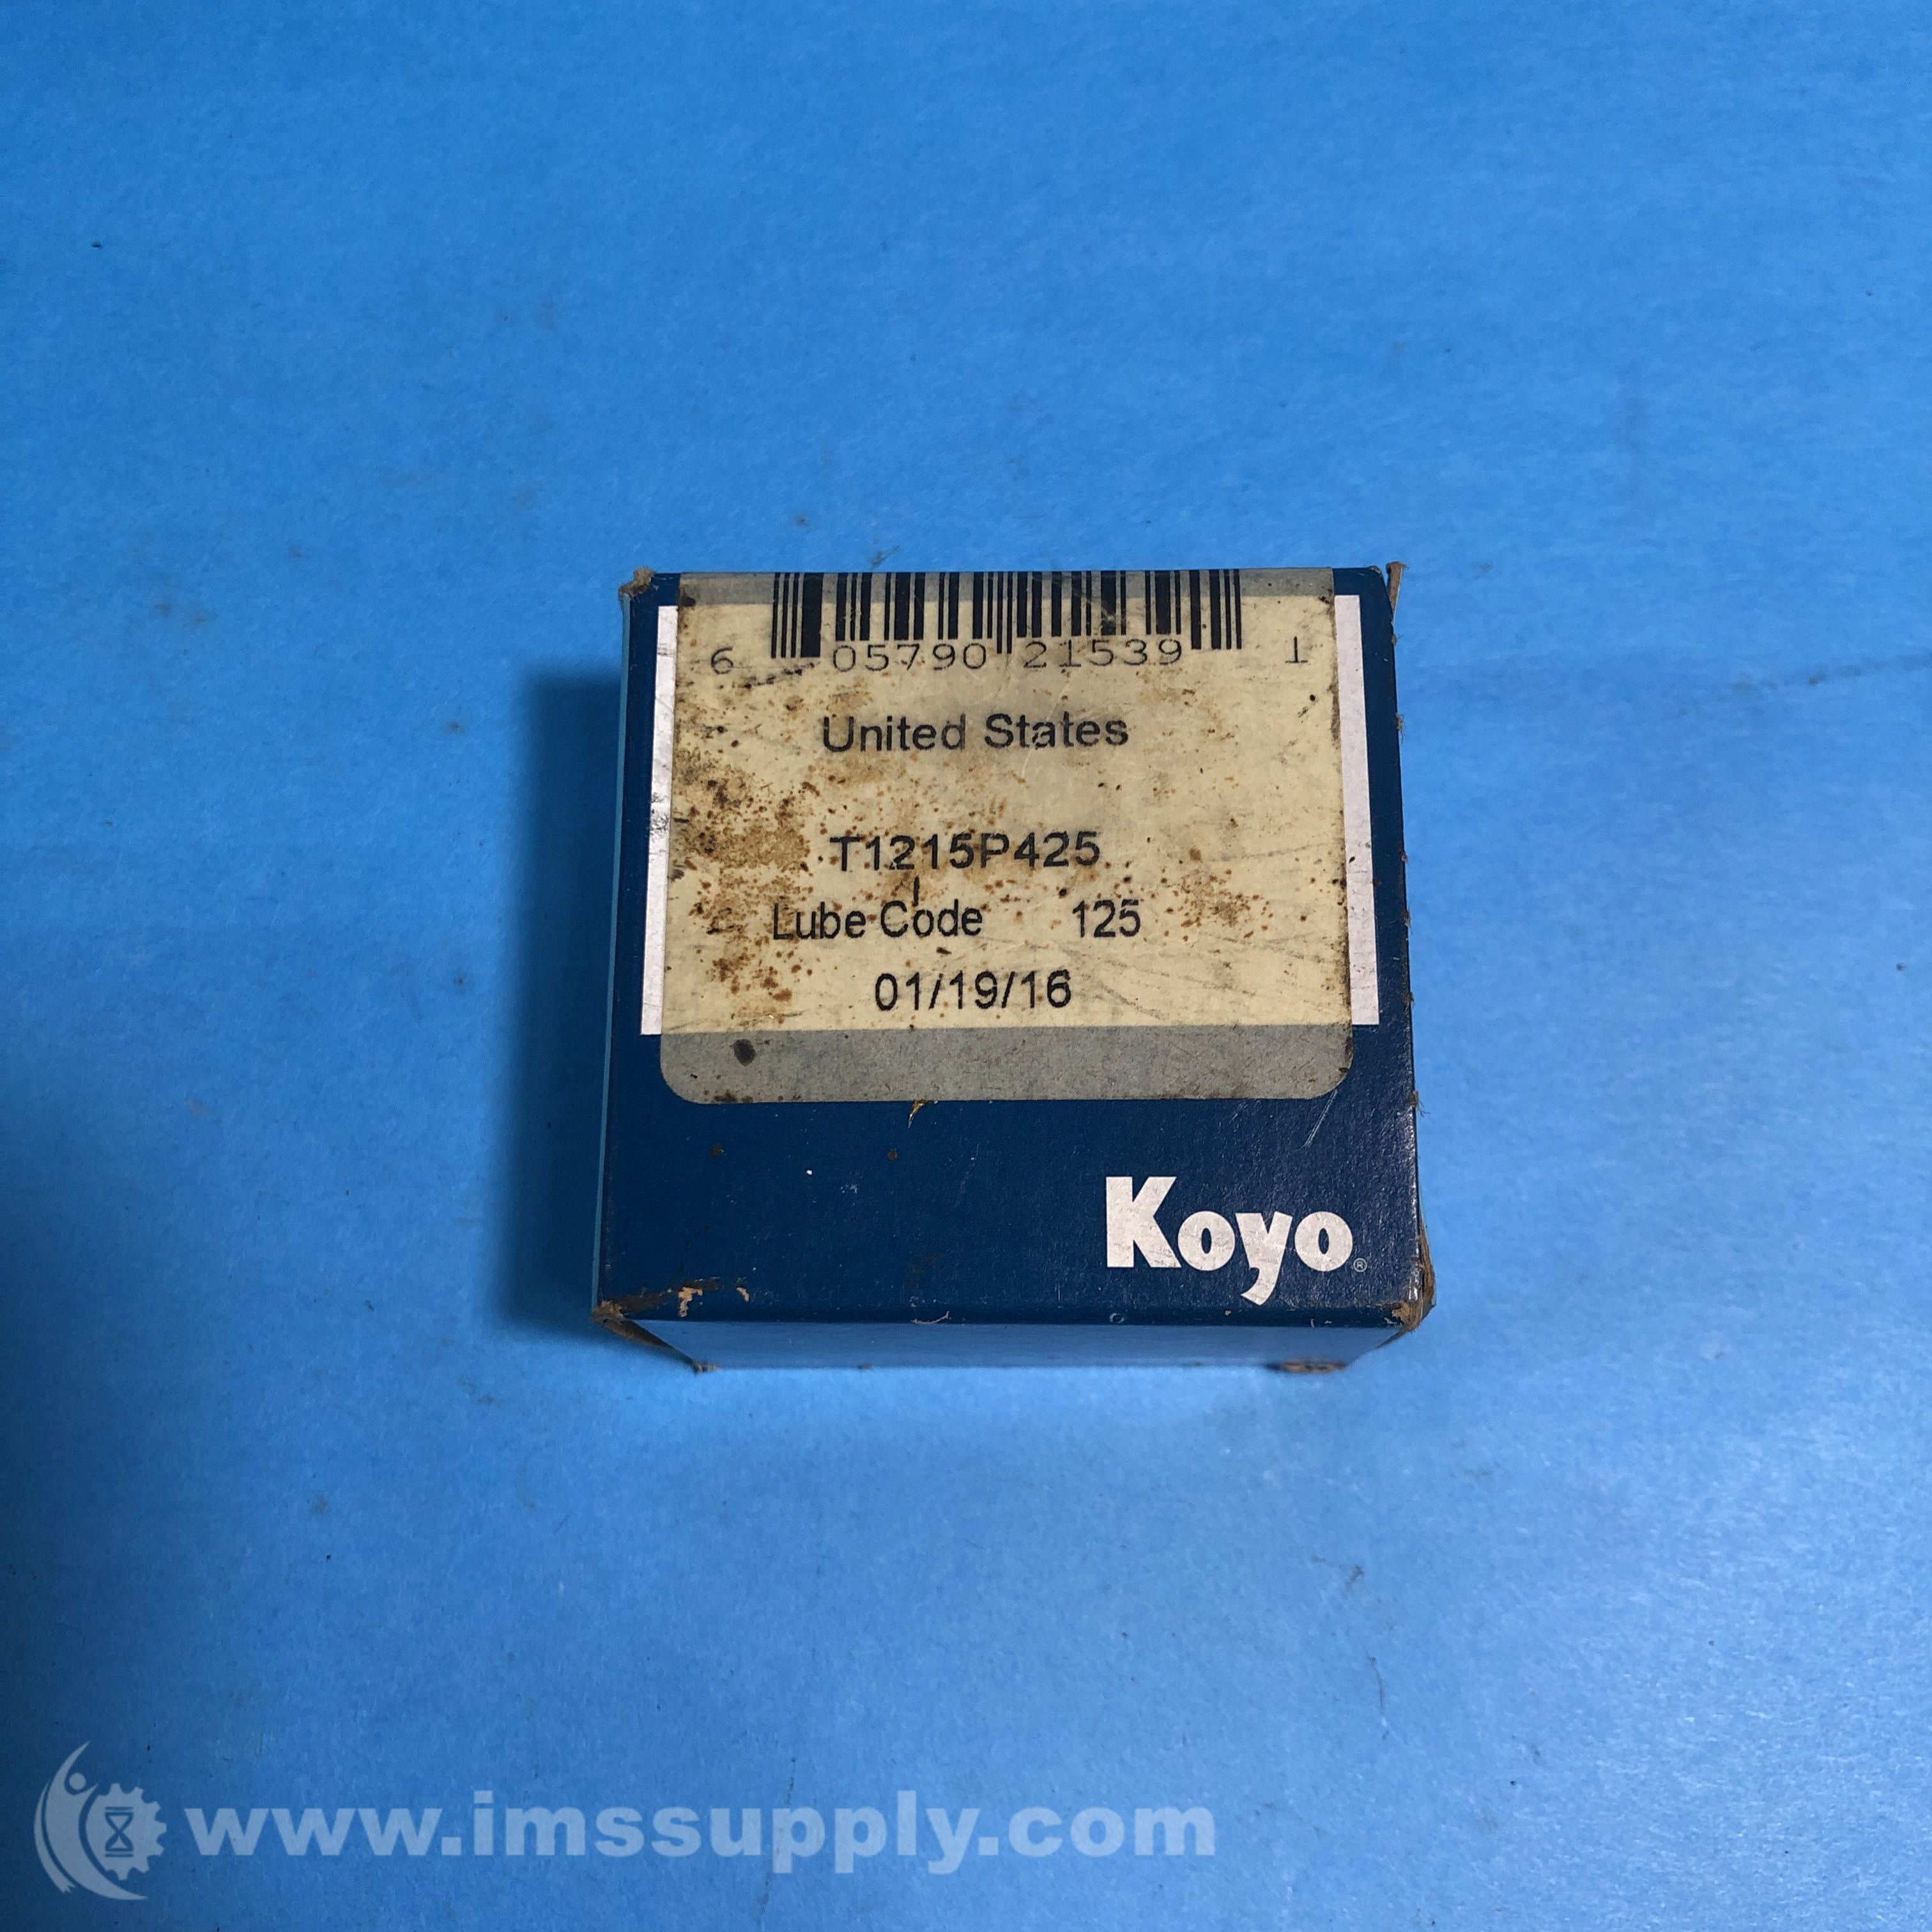 6 05790 21539 1
United States
T1215P425
Lube Code 125
01/19/16
Koyo®
www.imssupply.com